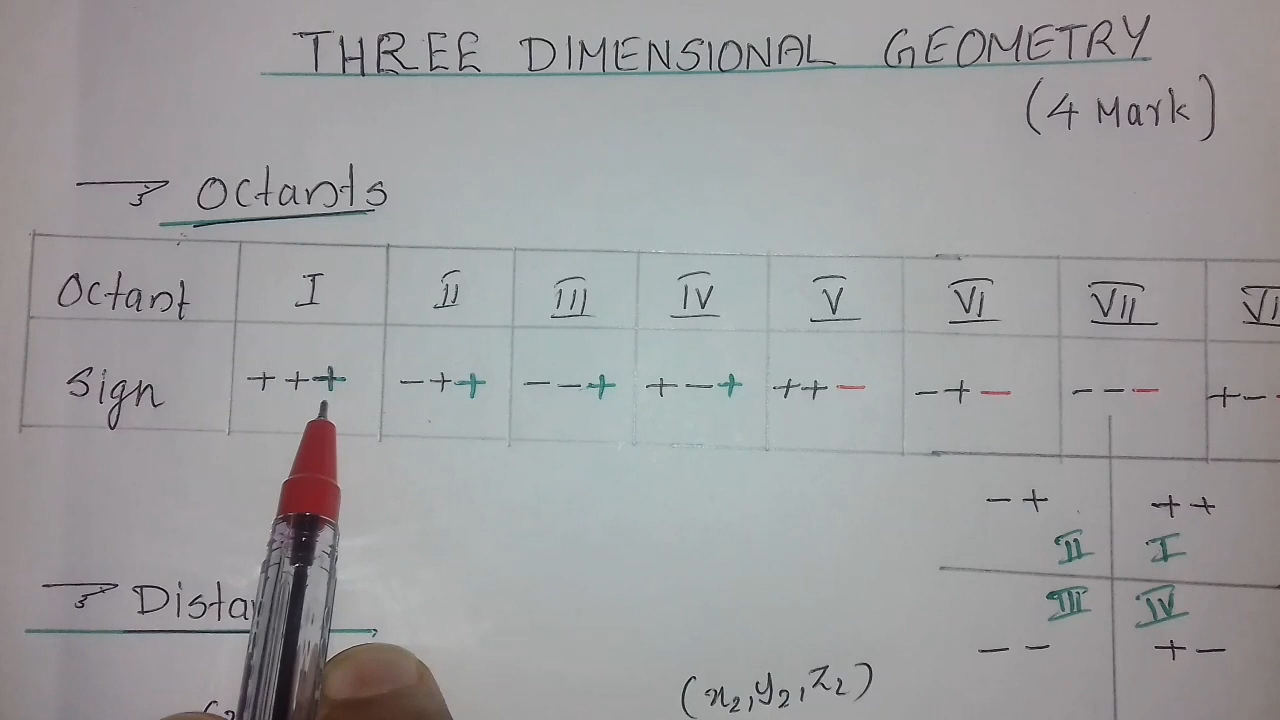 THREE DIMENSIONAL GEOMETRY
(4 Mark)
Octants
Octant I II III IV V VI VII
Sign +++ -++ --+ +-+ ++- -+- --- +-
-+ ++
II I
III IV
-- +-
(x₂,y₂,z₂)